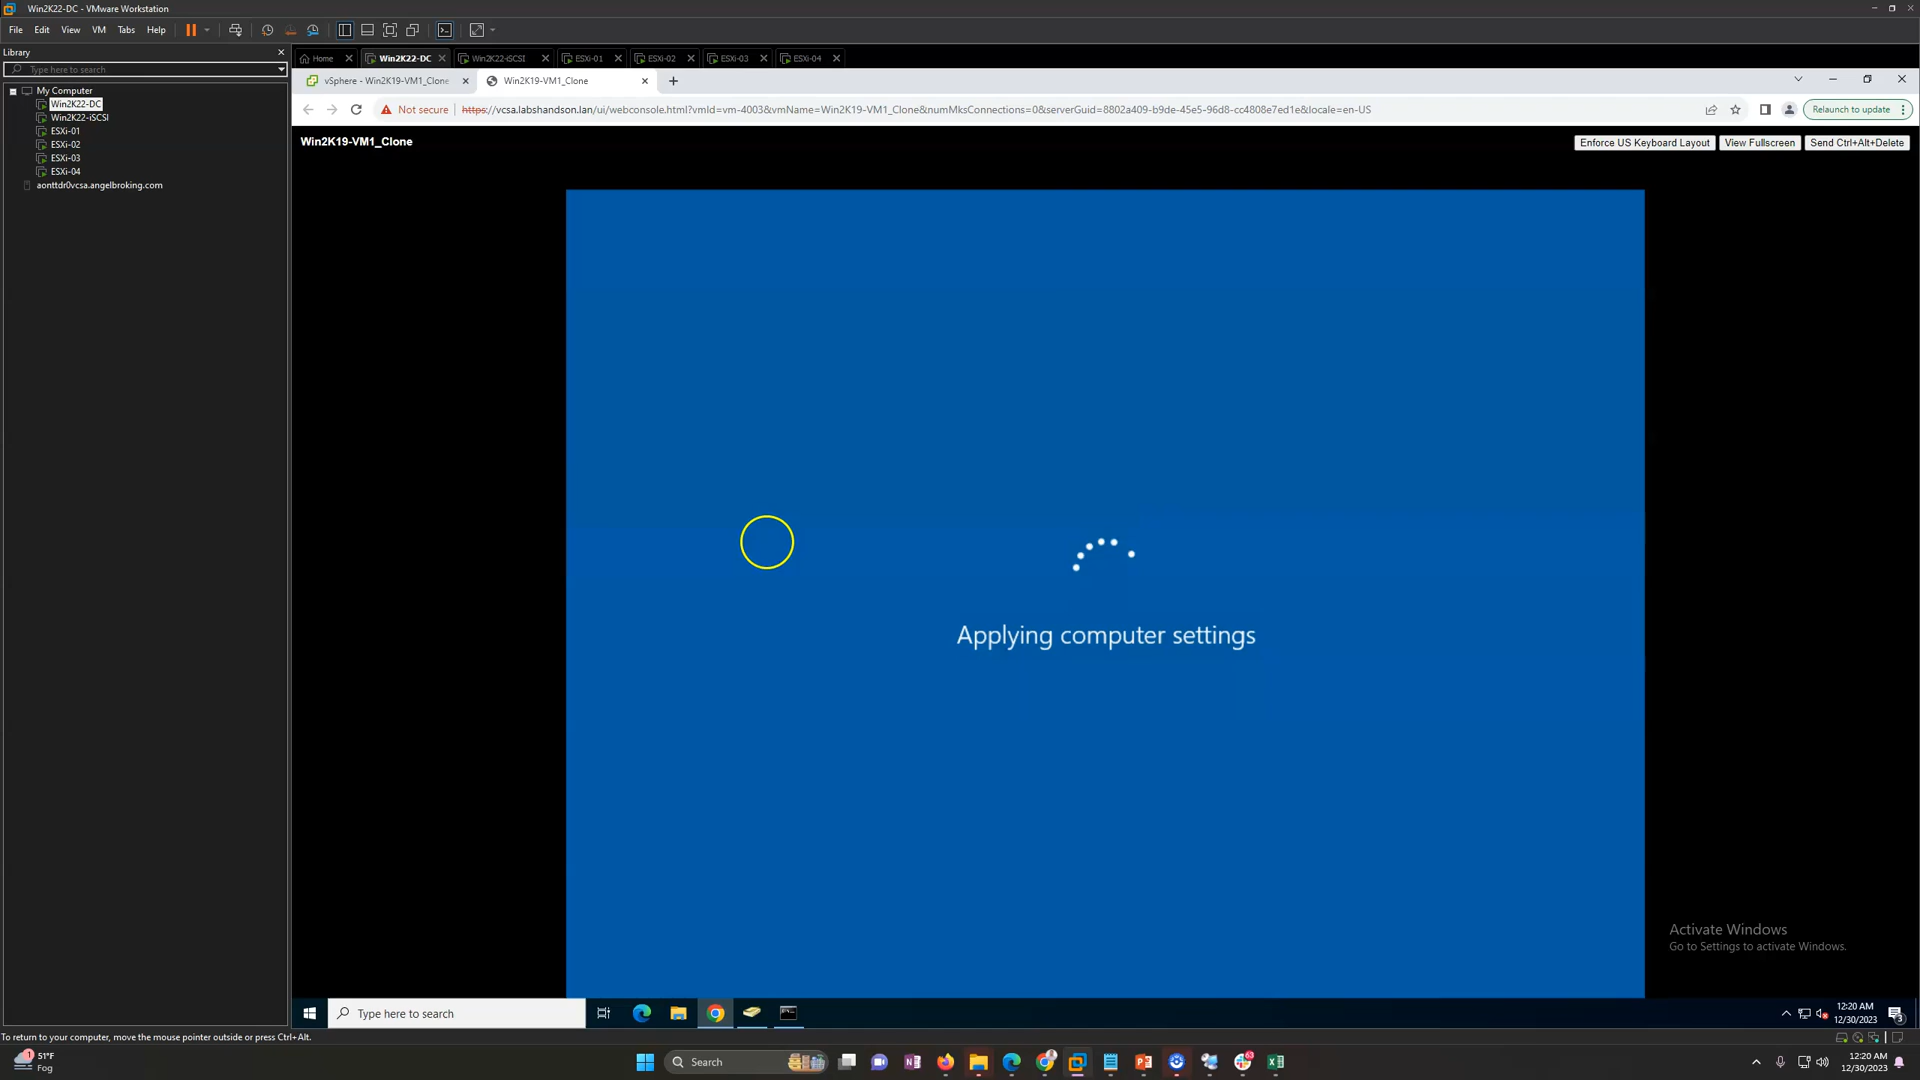 Win2K22-DC - VMware Workstation
File Edit View VM Tabs Help
Library
Type here to search
My Computer
Win2K22-DC
Win2K22-iSCSI
ESXi-01
ESXi-02
ESXi-03
ESXi-04
aonttdr0vcsa.angelbroking.com
Home Win2K22-DC Win2K22-iSCSI ESXi-01 ESXi-02 ESXi-03 ESXi-04
vSphere - Win2K19-VM1_Clone Win2K19-VM1_Clone
Not secure https://vcsa.labshandson.lan/ui/webconsole.html?vmId=vm-4003&vmName=Win2K19-VM1_Clone&numMksConnections=0&serverGuid=8802a409-b9de-45e5-96d8-cc4808e7ed1e&locale=en-US Relaunch to update
Win2K19-VM1_Clone Enforce US Keyboard Layout View Fullscreen Send Ctrl+Alt+Delete
Applying computer settings
Activate Windows
Go to Settings to activate Windows.
Type here to search
12:20 AM
12/30/2023
3
To return to your computer, move the mouse pointer outside or press Ctrl+Alt.
1
51°F
Fog
Search
63
12:20 AM
12/30/2023